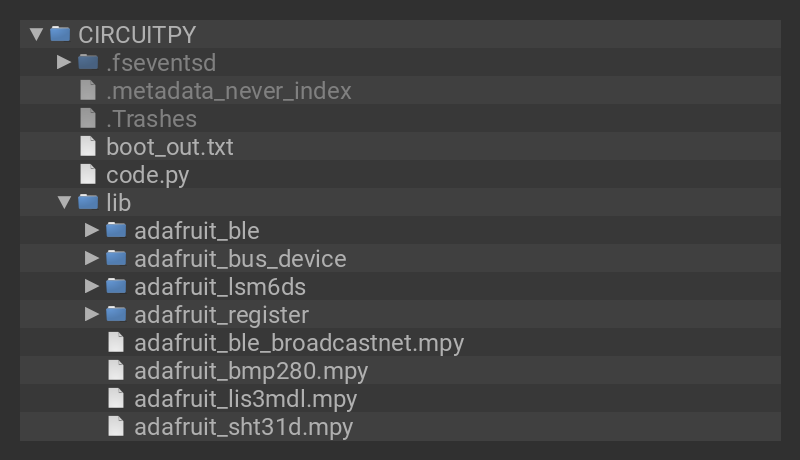 CIRCUITPY
.fseventsd
.metadata_never_index
.Trashes
boot_out.txt
code.py
lib
adafruit_ble
adafruit_bus_device
adafruit_lsm6ds
adafruit_register
adafruit_ble_broadcastnet.mpy
adafruit_bmp280.mpy
adafruit_lis3mdl.mpy
adafruit_sht31d.mpy